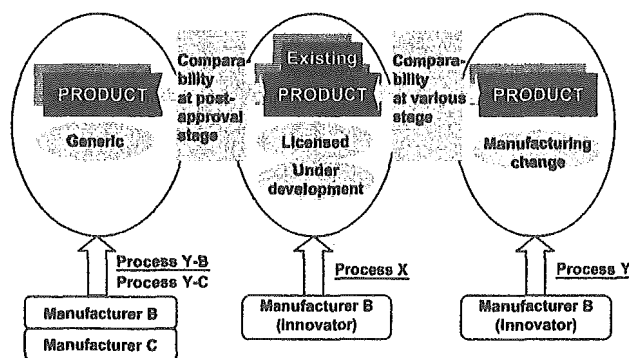 PRODUCT
Generic
Compara
bility
at post-
approval
stage
Existing
PRODUCT
Licensed
Under
development
Compara-
bility
at various
stage
PRODUCT
Manufacturing
change
Process Y-B
Process Y-C
Manufacturer B
Manufacturer C
Process X
Manufacturer B
(innovator)
Process Y
Manufacturer B
(Innovator)